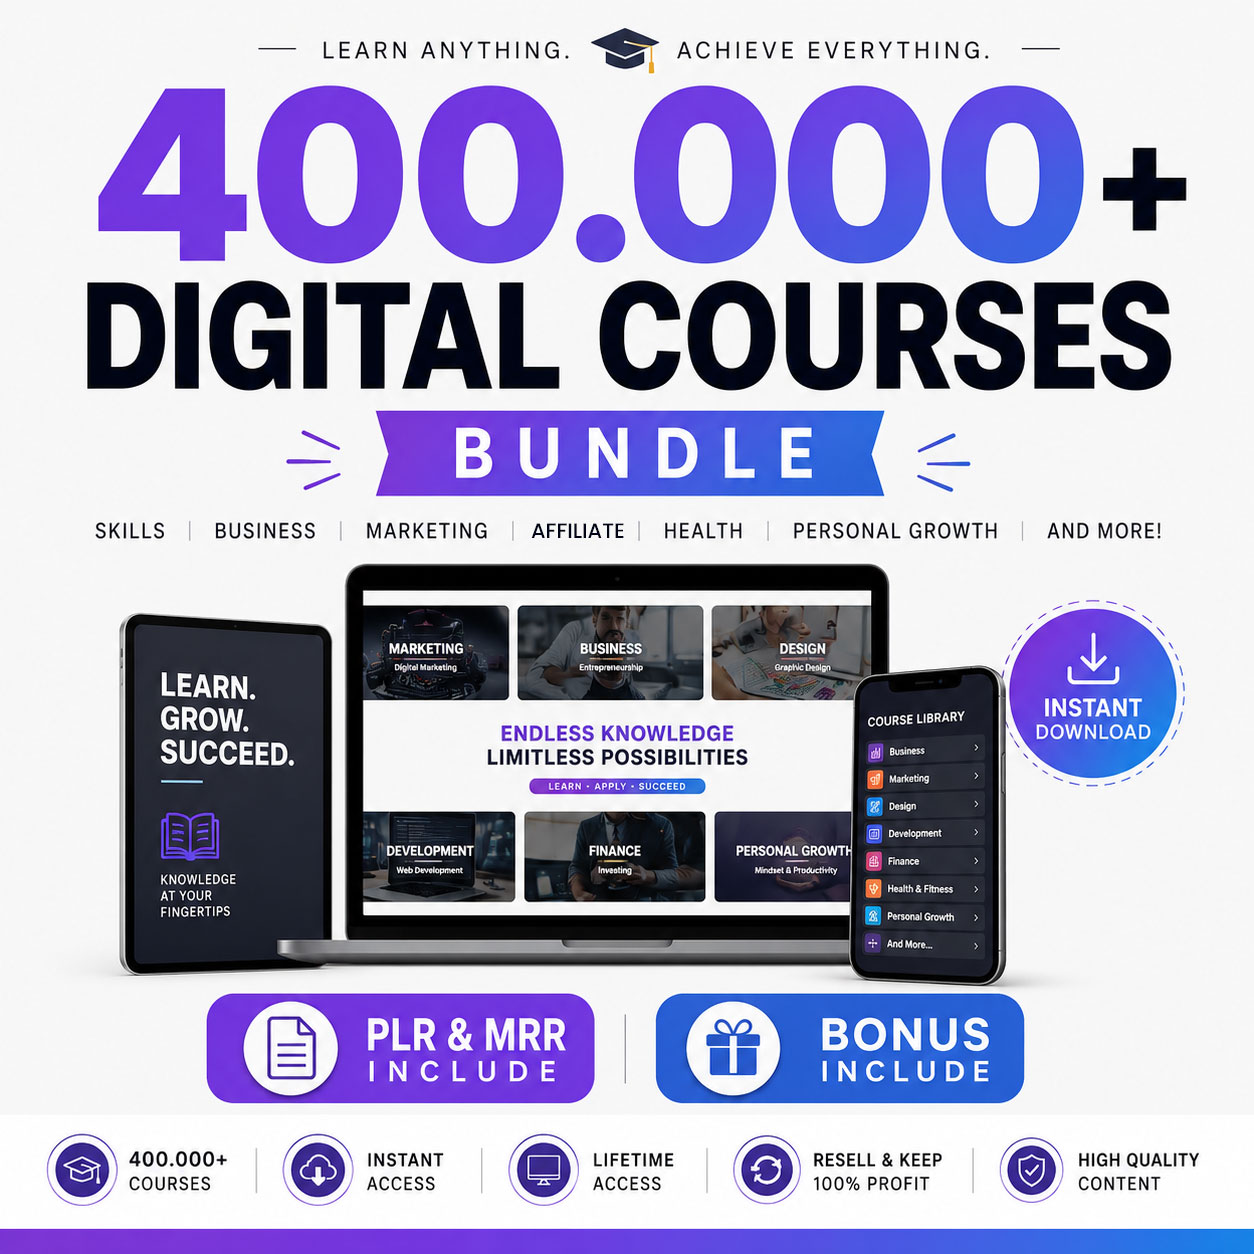 LEARN ANYTHING. ACHIEVE EVERYTHING.
400.000+
DIGITAL COURSES
BUNDLE
SKILLS | BUSINESS | MARKETING | AFFILIATE | HEALTH | PERSONAL GROWTH | AND MORE!
LEARN.
GROW.
SUCCEED.
KNOWLEDGE
AT YOUR
FINGERTIPS
MARKETING
Digital Marketing
BUSINESS
Entrepreneurship
DESIGN
Graphic Design
ENDLESS KNOWLEDGE
LIMITLESS POSSIBILITIES
LEARN - APPLY - SUCCEED
DEVELOPMENT
Web Development
FINANCE
Investing
PERSONAL GROWTH
Mindset & Productivity
COURSE LIBRARY
Business
Marketing
Design
Development
Finance
Health & Fitness
Personal Growth
And More...
INSTANT
DOWNLOAD
PLR & MRR
INCLUDE
BONUS
INCLUDE
400.000+
COURSES
INSTANT
ACCESS
LIFETIME
ACCESS
RESELL & KEEP
100% PROFIT
HIGH QUALITY
CONTENT